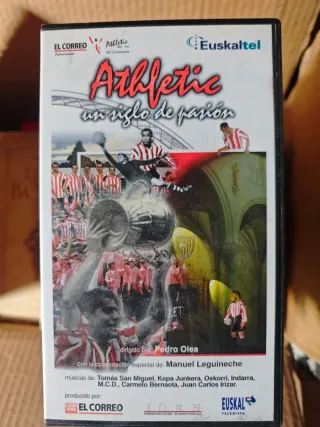 EL CORREO
Athletic
Euskaltel
Athletic
un siglo de pasión
dirigido por Pedro Olea
con la colaboración especial de: Manuel Leguineche
músicas de: Tomás San Miguel, Kepa Junkera, Oskorri, Indarra,
M.C.D., Carmelo Bernaola, Juan Carlos Irizar.
producido por:
EL CORREO
EUSKAL
TELEBISTA